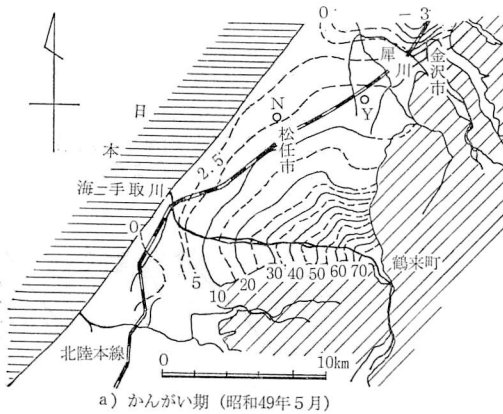 0
-3
金沢市
犀川
N
Y
松任市
日本海
2.5
手取川
0
5
10
20
30
40
50
60
70
鶴来町
北陸本線
0
10km
a) かんがい期 (昭和49年5月)